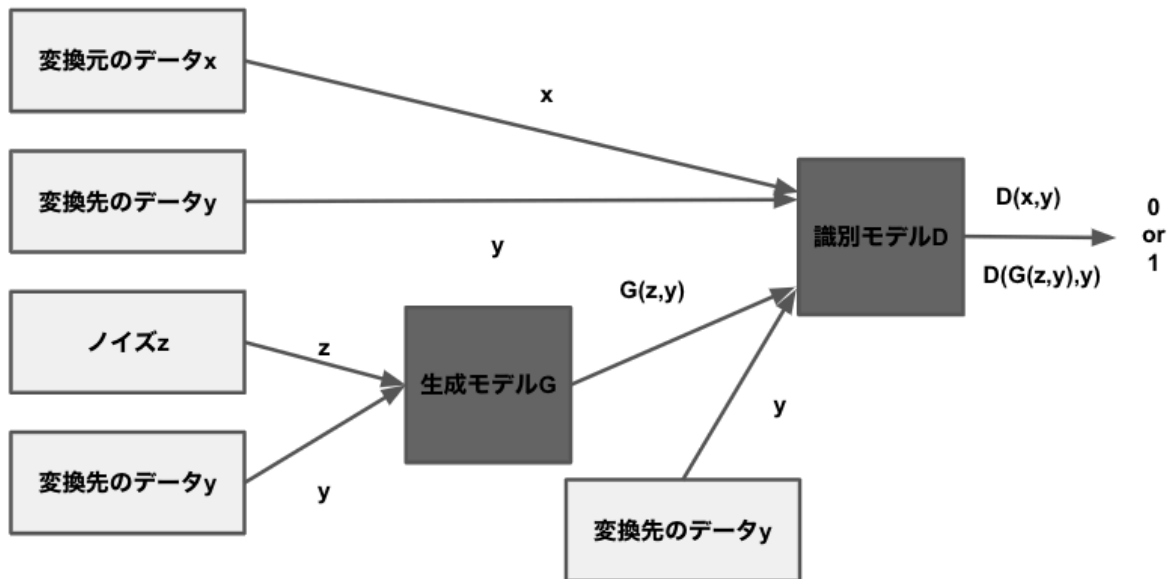 変換元のデータx
x
変換先のデータy
y
識別モデルD
D(x,y)
D(G(z,y),y)
0
or
1
ノイズz
z
生成モデルG
G(z,y)
変換先のデータy
y
y
変換先のデータy